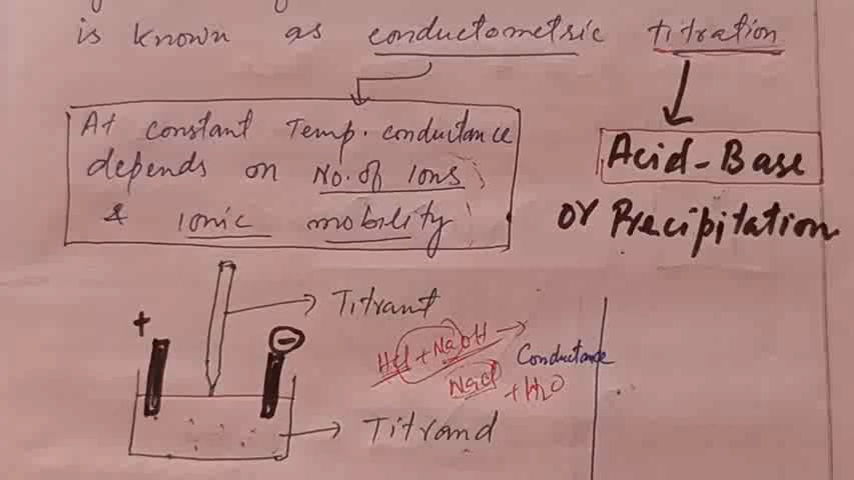 is known as conductometric titration
At constant Temp. conductance
depends on No. of Ions
& Ionic mobility
Acid-Base
or Precipitation
Titrant
+
-
HCl + NaOH →
NaCl + H2O
Conductance
Titrand